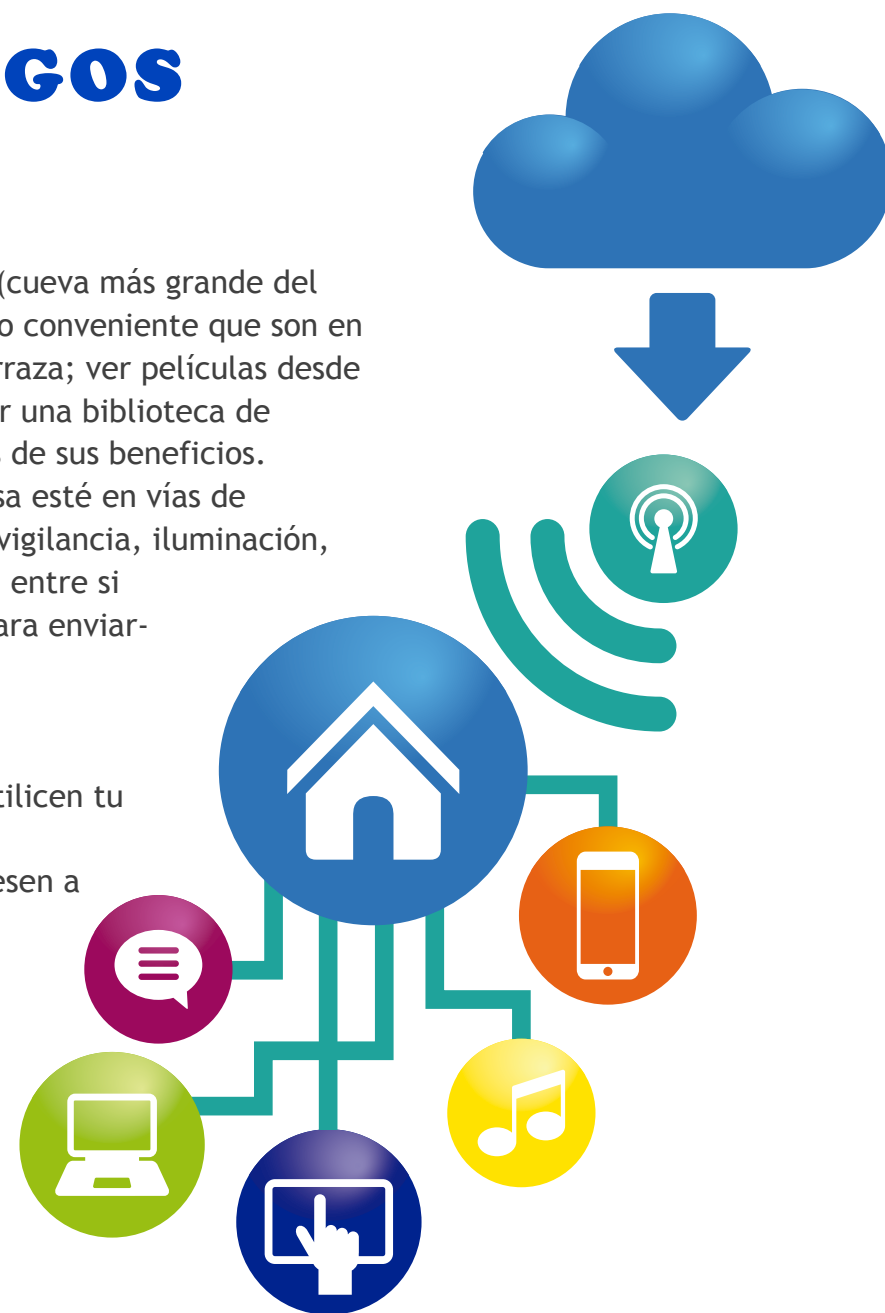 GOS
(cueva más grande del
o conveniente que son en
rraza; ver películas desde
r una biblioteca de
s de sus beneficios.
sa esté en vías de
vigilancia, iluminación,
entre si
ara enviar-
tilicen tu
esen a